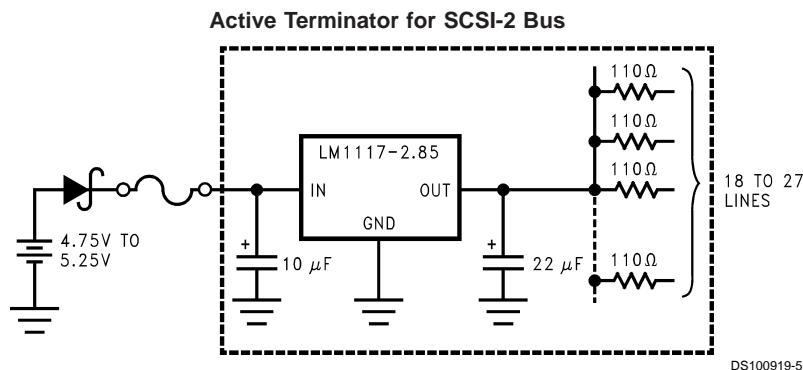 Active Terminator for SCSI-2 Bus
110Ω
110Ω
110Ω
LM1117-2.85
IN
OUT
GND
18 TO 27
LINES
4.75V TO
5.25V
+
10 µF
+
22 µF
110Ω
DS100919-5